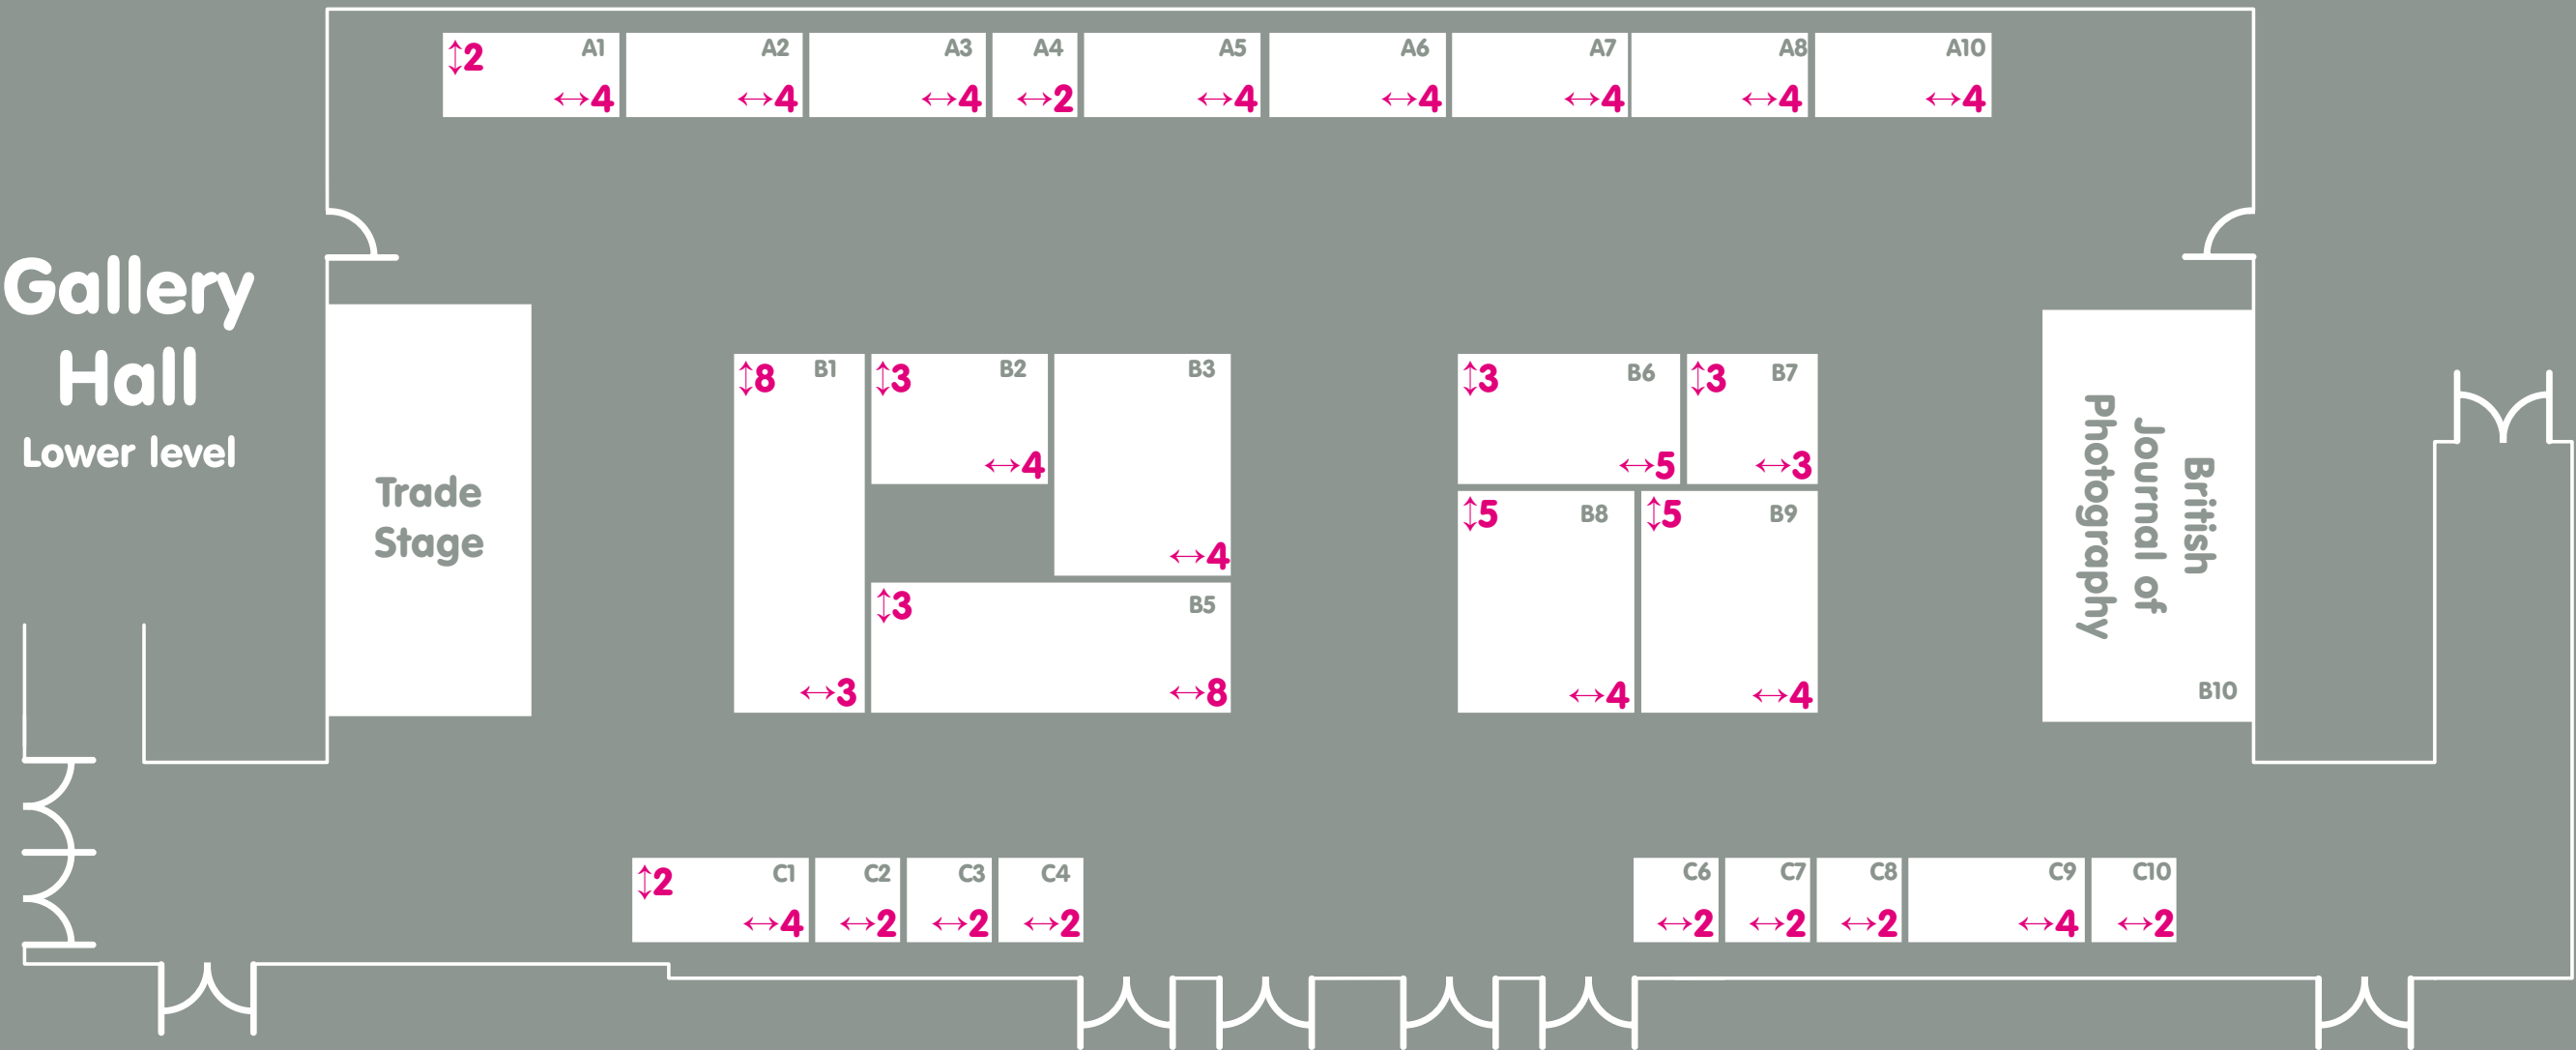 Gallery
Hall
Lower level
↕2 A1 ↔4
A2 ↔4
A3 ↔4
A4 ↔2
A5 ↔4
A6 ↔4
A7 ↔4
A8 ↔4
A10 ↔4
Trade
Stage
↕8 B1 ↔3
↕3 B2 ↔4
B3 ↔4
↕3 B5 ↔8
↕3 B6 ↔5
↕3 B7 ↔3
↕5 B8 ↔4
↕5 B9 ↔4
British
Journal of
Photography
B10
↕2 C1 ↔4
C2 ↔2
C3 ↔2
C4 ↔2
C6 ↔2
C7 ↔2
C8 ↔2
C9 ↔4
C10 ↔2